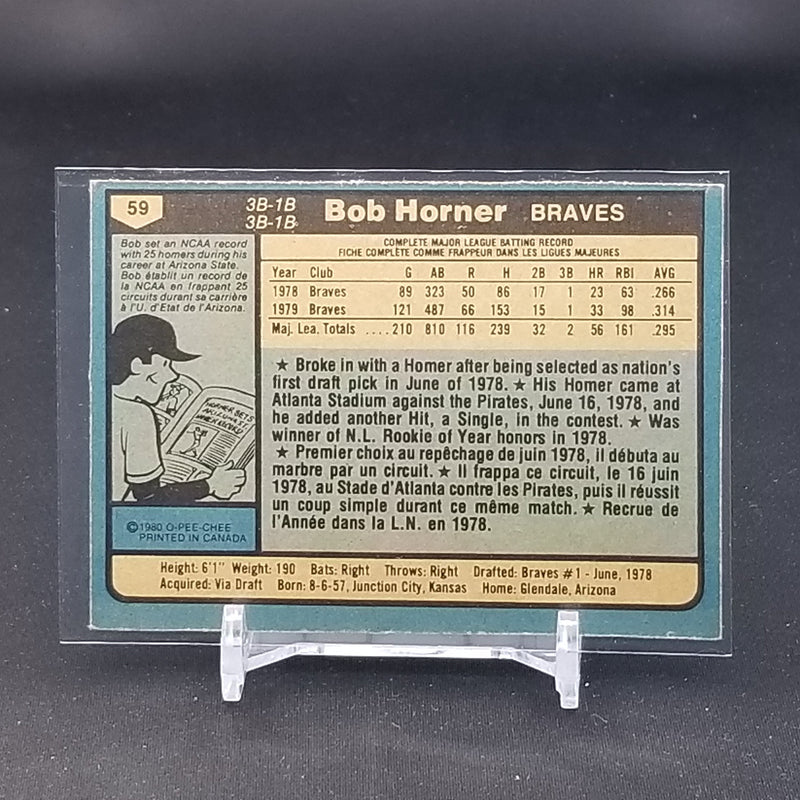 59
3B-1B
3B-1B
Bob Horner BRAVES
Bob set an NCAA record
with 25 homers during his
career at Arizona State.
Bob établit un record de
la NCAA en frappant 25
circuits durant sa carrière
à l'U. d'Etat de l'Arizona.
COMPLETE MAJOR LEAGUE BATTING RECORD
FICHE COMPLÈTE COMME FRAPPEUR DANS LES LIGUES MAJEURES
Year Club G AB R H 2B 3B HR RBI AVG
1978 Braves 89 323 50 86 17 1 23 63 .266
1979 Braves 121 487 66 153 15 1 33 98 .314
Maj. Lea. Totals ....210 810 116 239 32 2 56 161 .295
★ Broke in with a Homer after being selected as nation's
first draft pick in June of 1978. ★ His Homer came at
Atlanta Stadium against the Pirates, June 16, 1978, and
he added another Hit, a Single, in the contest. ★ Was
winner of N.L. Rookie of Year honors in 1978.
★ Premier choix au repêchage de juin 1978, il débuta au
marbre par un circuit. ★ Il frappa ce circuit, le 16 juin
1978, au Stade d'Atlanta contre les Pirates, puis il réussit
un coup simple durant ce même match. ★ Recrue de
l'Année dans la L.N. en 1978.
HORNER SETS
©1980 O-PEE-CHEE
PRINTED IN CANADA
Height: 6'1" Weight: 190 Bats: Right Throws: Right Drafted: Braves #1 - June, 1978
Acquired: Via Draft Born: 8-6-57, Junction City, Kansas Home: Glendale, Arizona